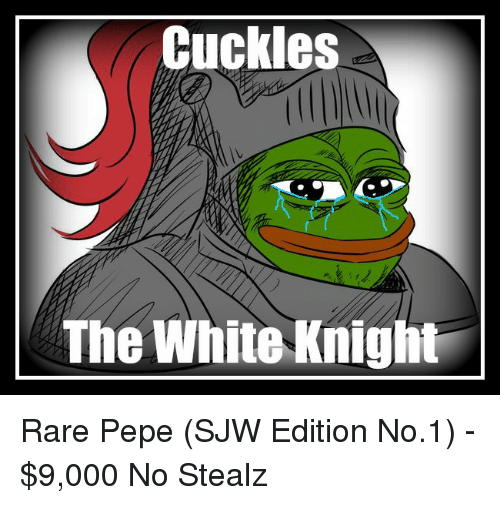 Cuckles
The White Knight
Rare Pepe (SJW Edition No.1) -
$9,000 No Stealz